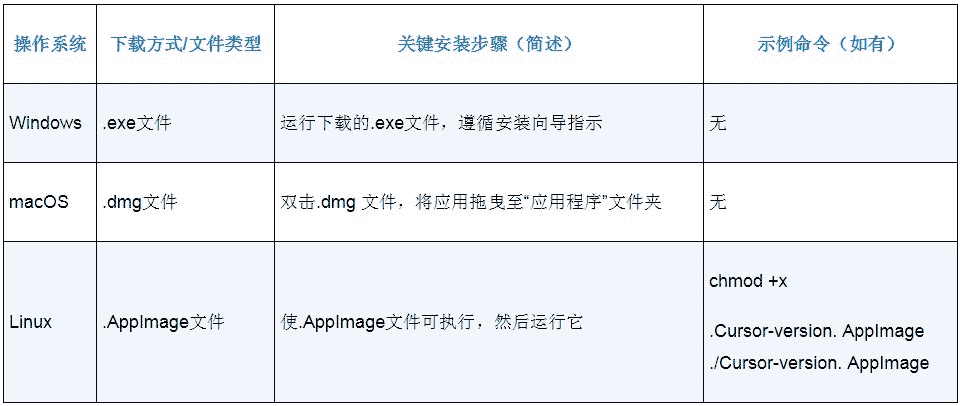 操作系统 下载方式/文件类型 关键安装步骤（简述） 示例命令（如有）
Windows .exe文件 运行下载的.exe文件，遵循安装向导指示 无
macOS .dmg文件 双击.dmg 文件，将应用拖曳至“应用程序”文件夹 无
Linux .AppImage文件 使.AppImage文件可执行，然后运行它
chmod +x
.Cursor-version. AppImage
./Cursor-version. AppImage